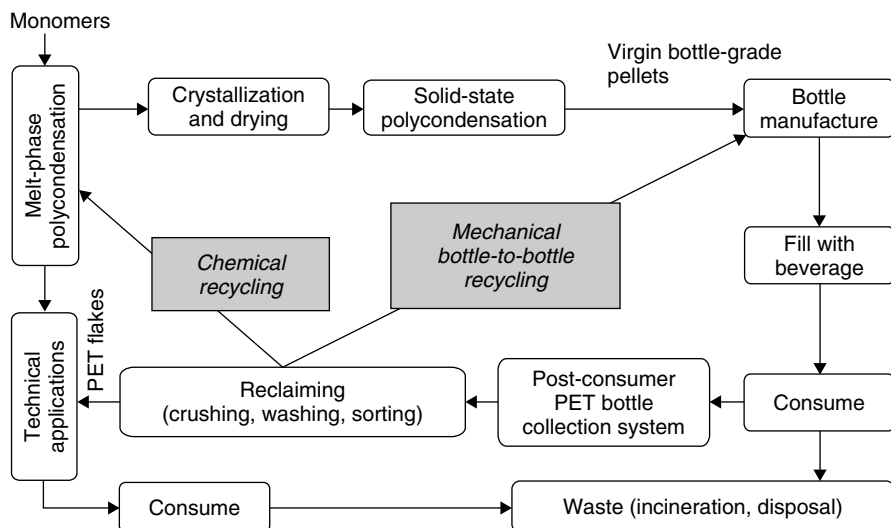 Monomers
Melt-phase
polycondensation
Crystallization
and drying
Solid-state
polycondensation
Virgin bottle-grade
pellets
Bottle
manufacture
Chemical
recycling
Mechanical
bottle-to-bottle
recycling
Fill with
beverage
Technical
applications
PET flakes
Reclaiming
(crushing, washing, sorting)
Post-consumer
PET bottle
collection system
Consume
Consume
Waste (incineration, disposal)